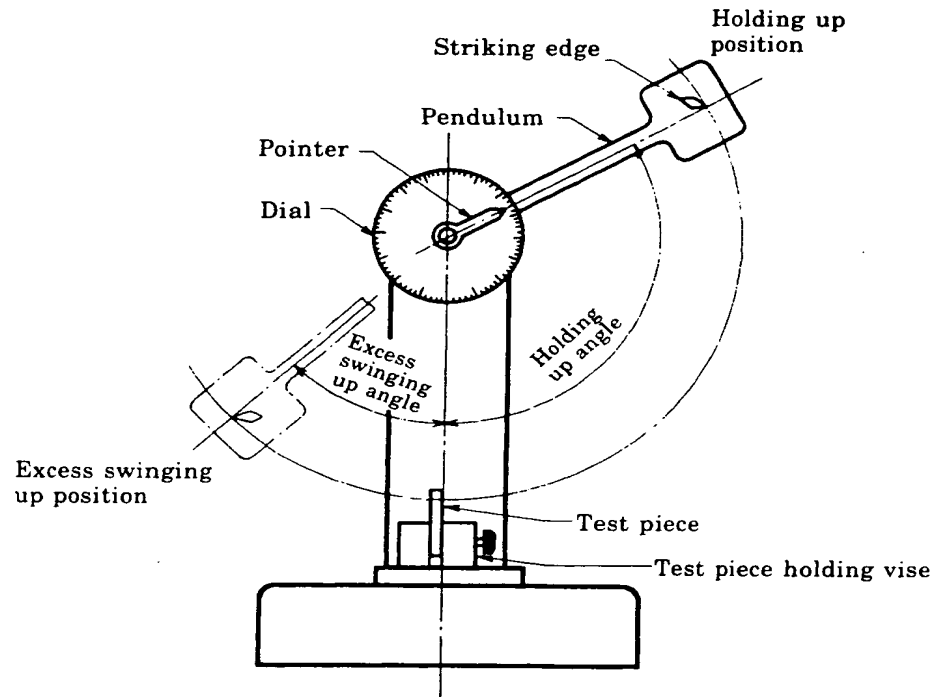 Holding up
position
Striking edge
Pendulum
Pointer
Dial
Holding
up angle
Excess
swinging
up angle
Excess swinging
up position
Test piece
Test piece holding vise